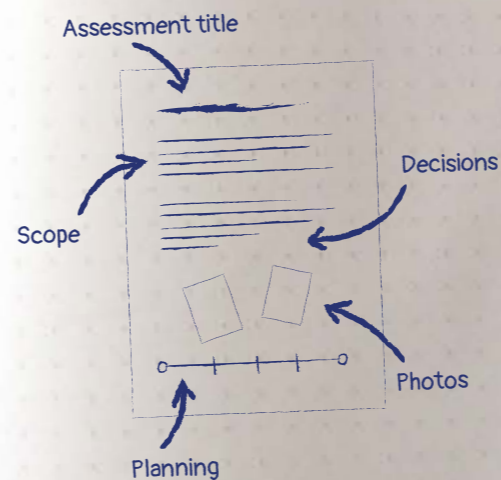 Assessment title
Decisions
Scope
Photos
Planning